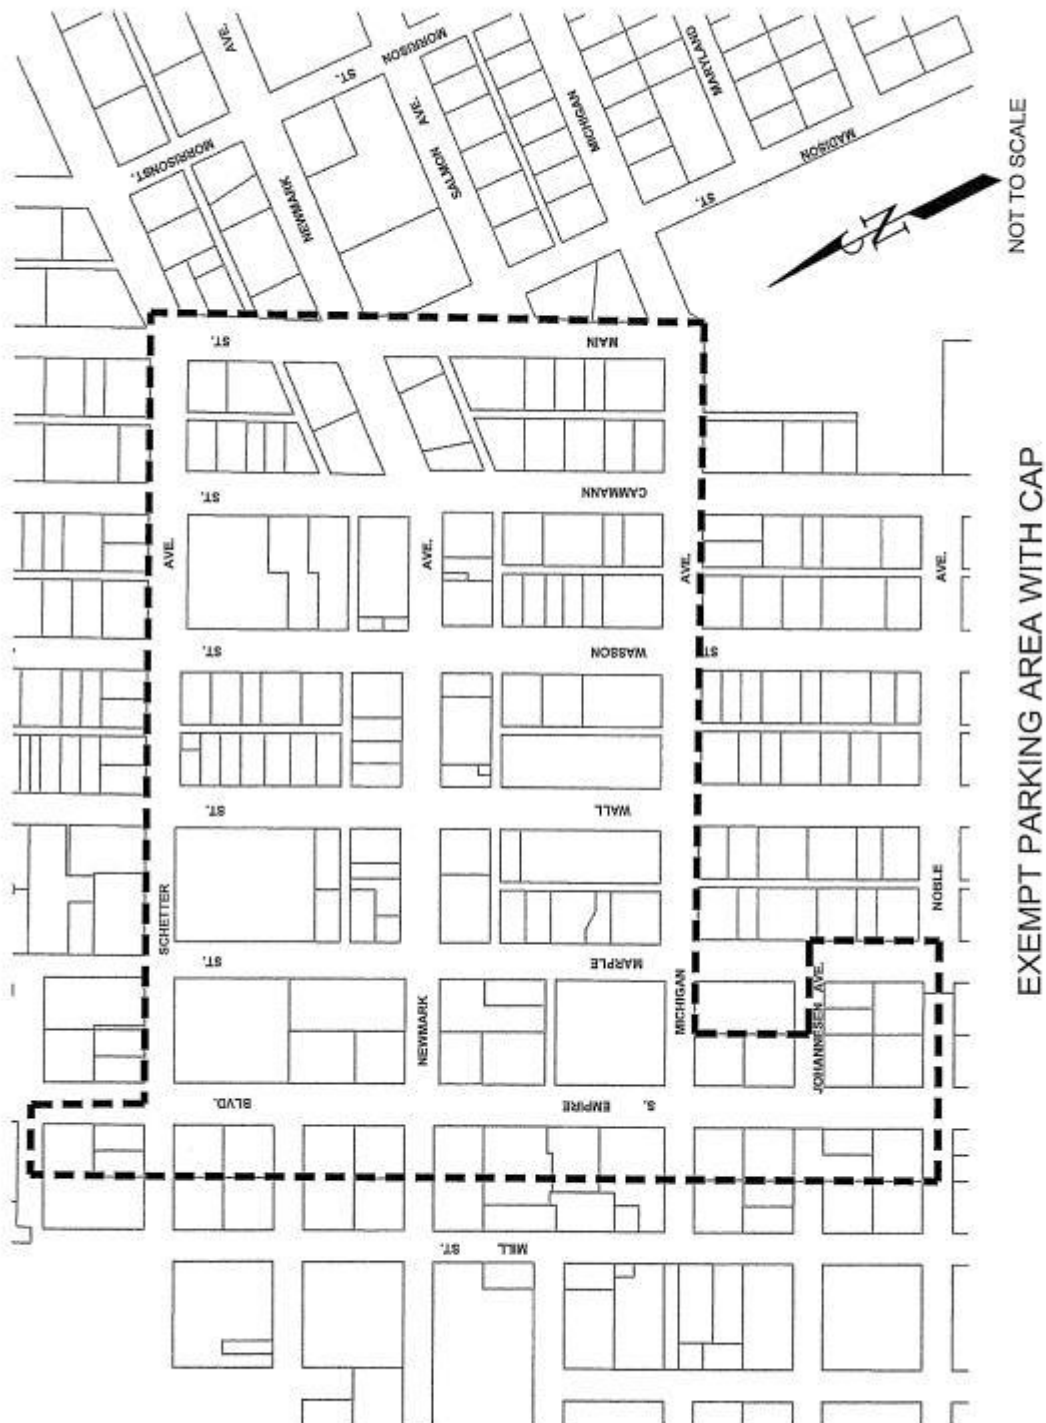 AVE.
MORRISON
ST.
AVE.
SALMON
MICHIGAN
MARYLAND
MADISON
ST.
MORRISONST.
NEWMARK
N
NOT TO SCALE
ST.
MAIN
ST.
CAMMANN
AVE.
AVE.
AVE.
AVE.
ST.
WASSON
ST
ST.
WALL
SCHETTER
NOBLE
ST.
MARPLE
NEWMARK
MICHIGAN
JOHANNESEN AVE.
BLVD.
EMPIRE
S.
ST.
MILL
EXEMPT PARKING AREA WITH CAP